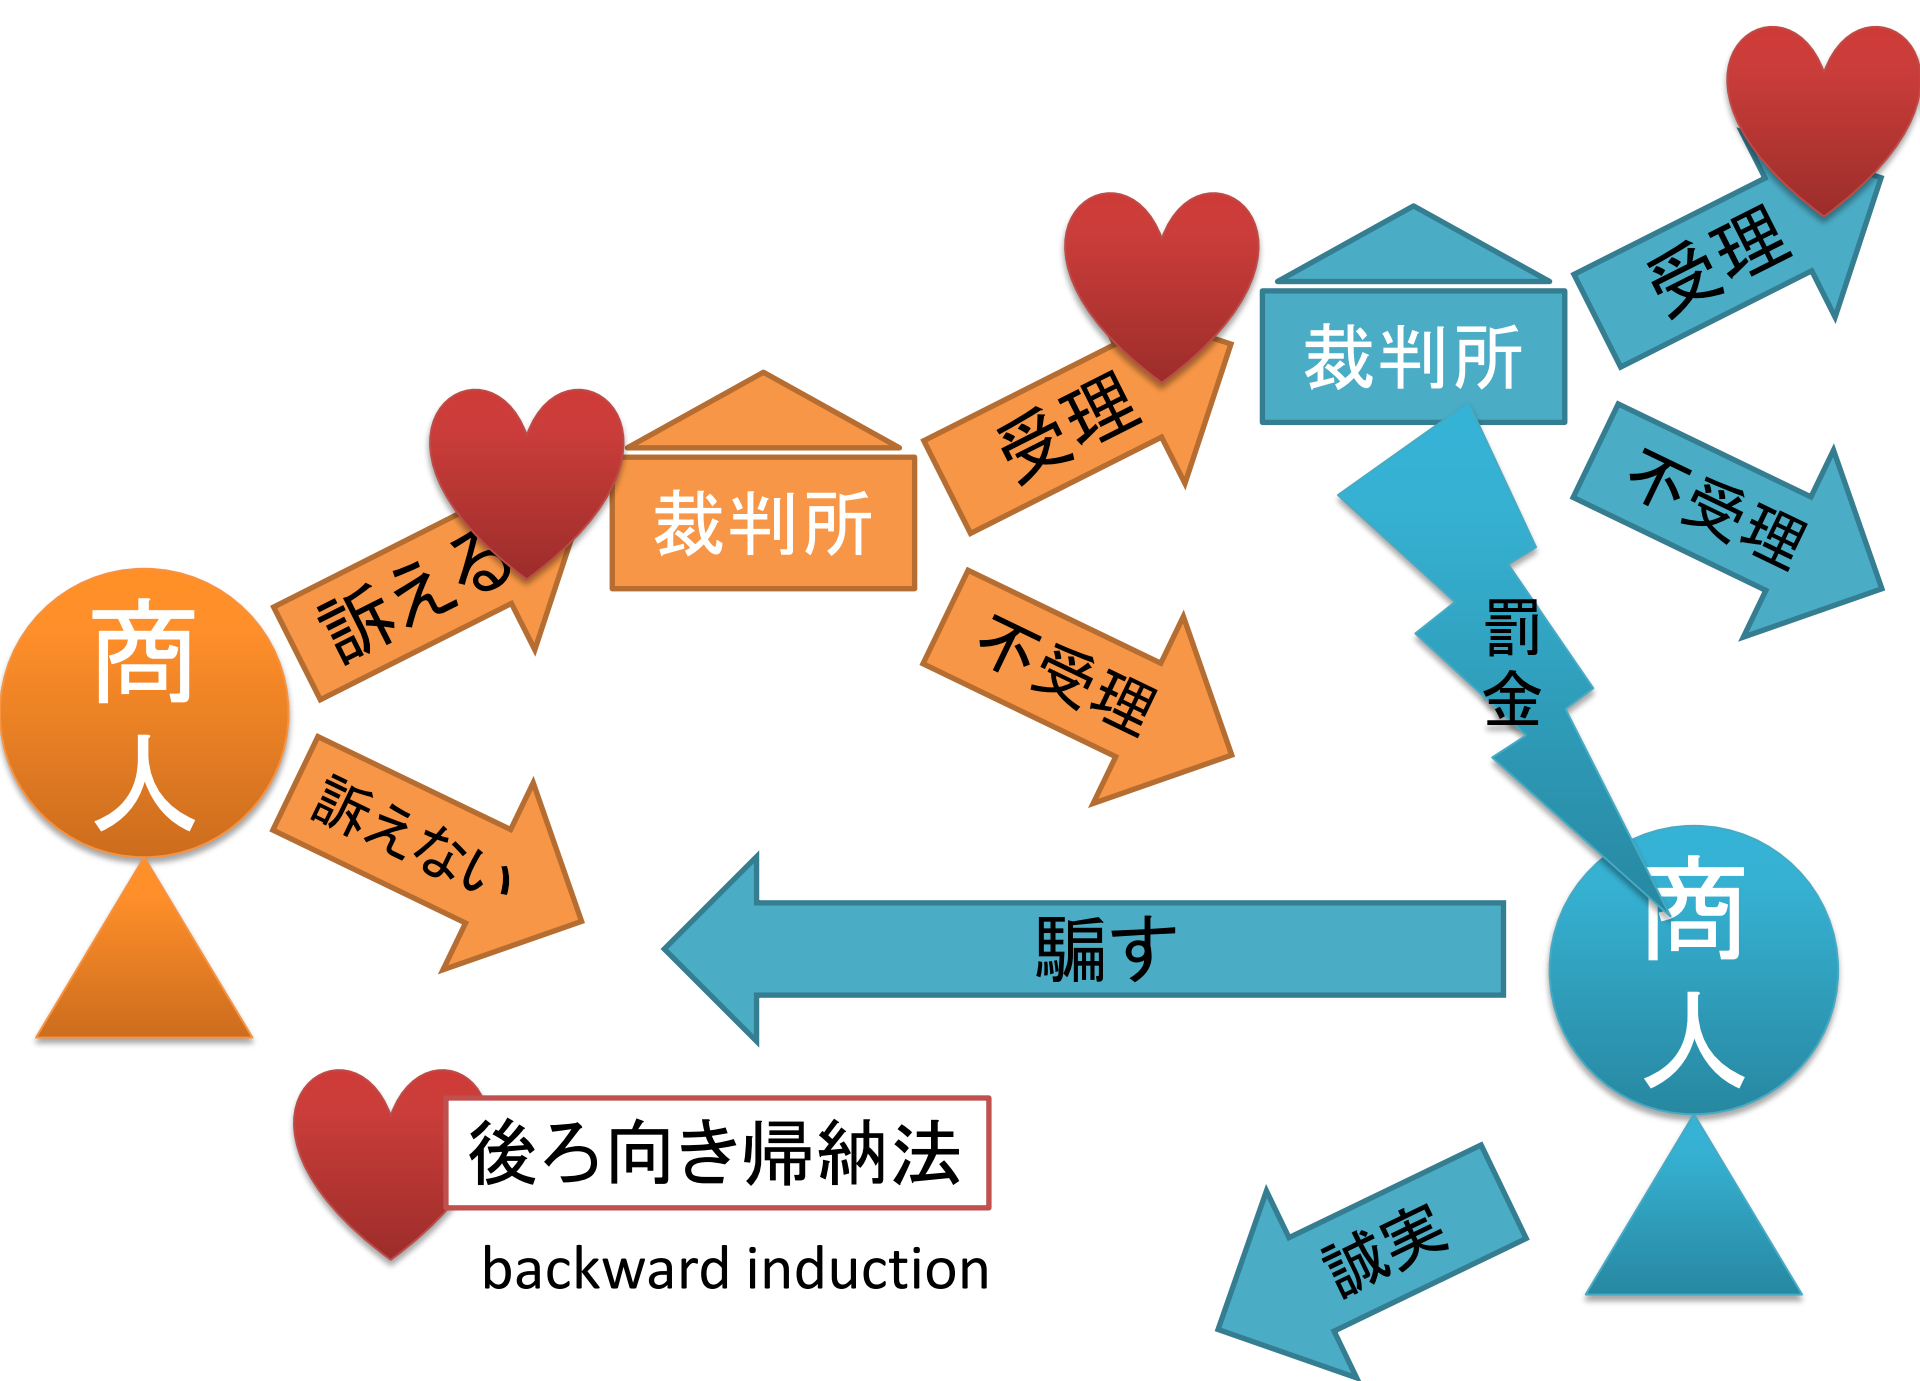 受理
裁判所
受理
不受理
裁判所
訴える
不受理
罰金
商人
訴えない
騙す
商人
後ろ向き帰納法
backward induction
誠実